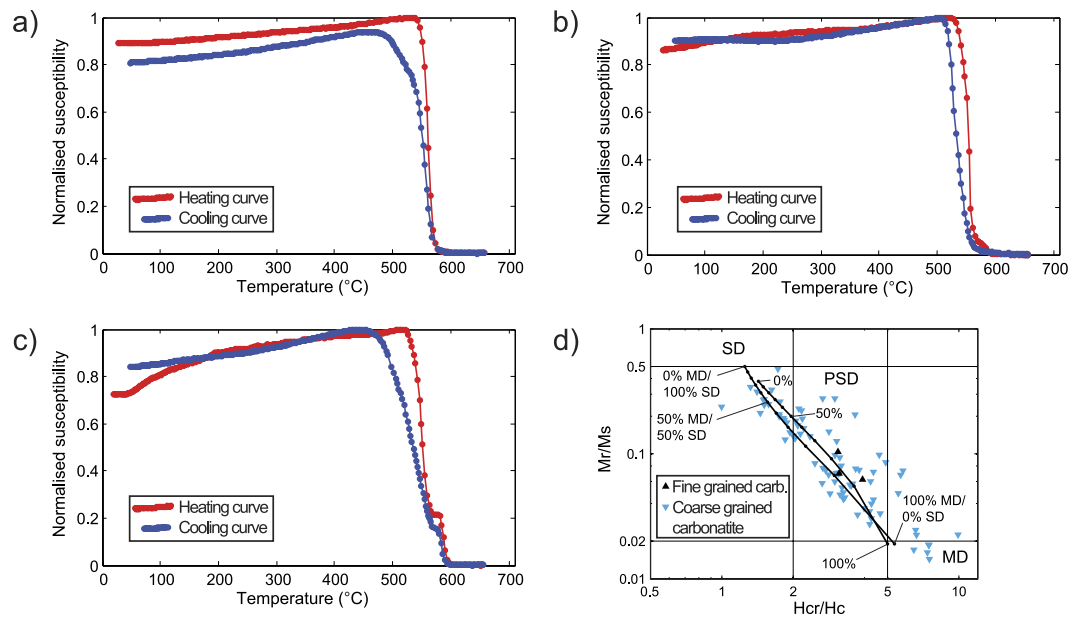 a)
Normalised susceptibility
1
0.8
0.6
0.4
0.2
0
Heating curve
Cooling curve
0 100 200 300 400 500 600 700
Temperature (°C)
b)
Normalised susceptibility
1
0.8
0.6
0.4
0.2
0
Heating curve
Cooling curve
0 100 200 300 400 500 600 700
Temperature (°C)
c)
Normalised susceptibility
1
0.8
0.6
0.4
0.2
0
Heating curve
Cooling curve
0 100 200 300 400 500 600 700
Temperature (°C)
d)
Mr/Ms
1
0.5
0.1
0.02
0.01
SD
PSD
MD
0% MD/
100% SD
0%
50% MD/
50% SD
50%
100% MD/
0% SD
100%
Fine grained carb.
Coarse grained
carbonatite
0.5 1 2 5 10
Hcr/Hc